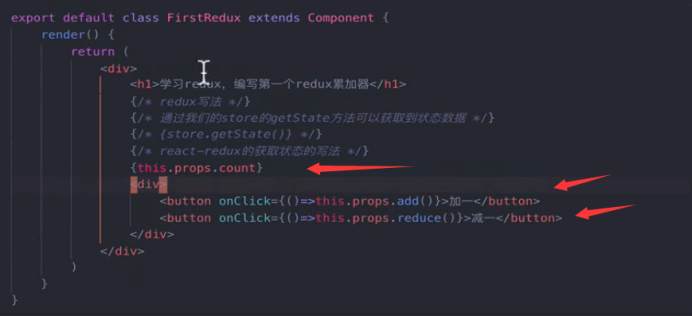 export default class FirstRedux extends Component {
render() {
return (
<div>
<h1>学习redux，编写第一个redux累加器</h1>
{/* redux写法 */}
{/* 通过我们的store的getState方法可以获取到状态数据 */}
{/* {store.getState()} */}
{/* react-redux的获取状态的写法 */}
{this.props.count}
<div>
<button onClick={()=>this.props.add()}>加一</button>
<button onClick={()=>this.props.reduce()}>减一</button>
</div>
</div>
)
}
}